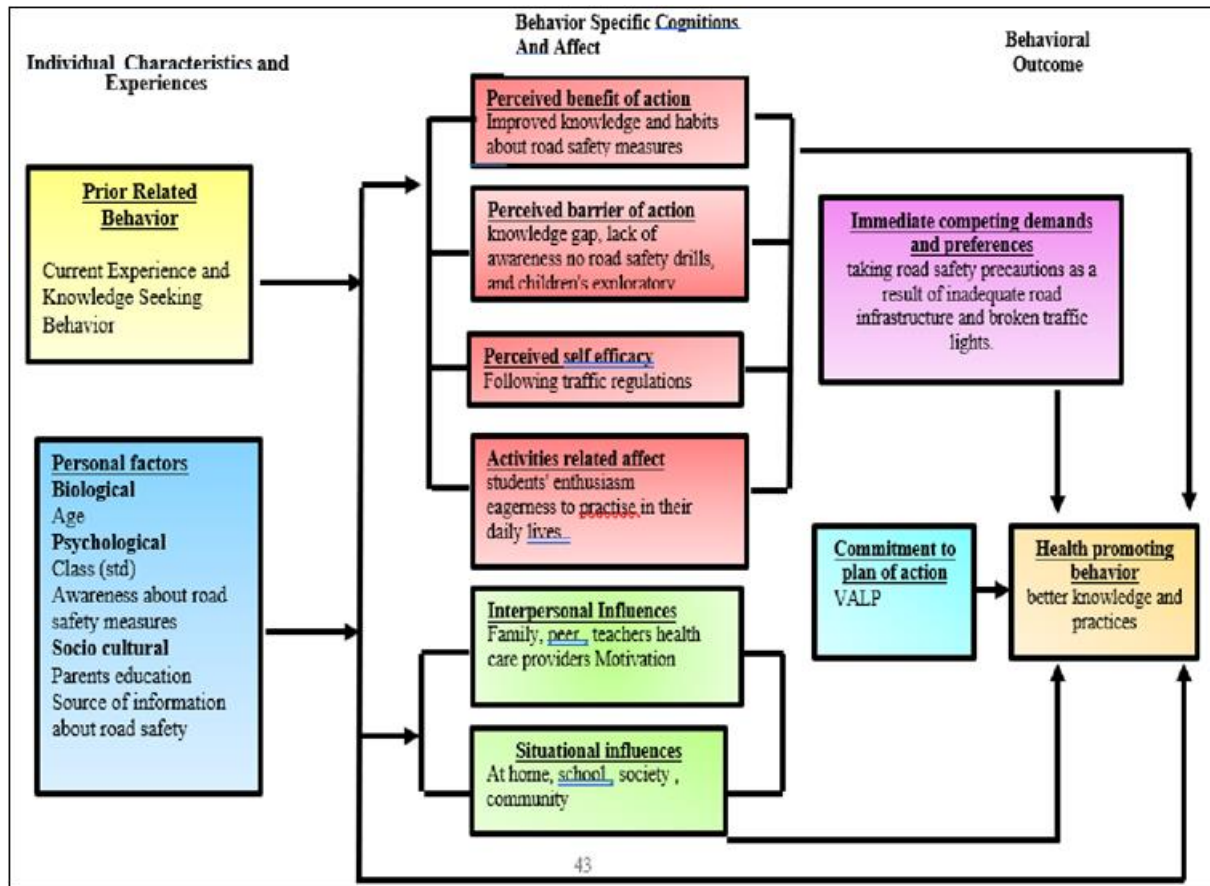 Individual Characteristics and
Experiences
Behavior Specific Cognitions
And Affect
Behavioral
Outcome
Prior Related
Behavior
Current Experience and
Knowledge Seeking
Behavior
Personal factors
Biological
Age
Psychological
Class (std)
Awareness about road
safety measures
Socio cultural
Parents education
Source of information
about road safety
Perceived benefit of action
Improved knowledge and habits
about road safety measures
Perceived barrier of action
knowledge gap, lack of
awareness no road safety drills,
and children's exploratory
Perceived self efficacy
Following traffic regulations
Activities related affect
students' enthusiasm
eagerness to practise in their
daily lives
Interpersonal Influences
Family, peer, teachers health
care providers Motivation
Situational influences
At home, school, society ,
community
Immediate competing demands
and preferences
taking road safety precautions as a
result of inadequate road
infrastructure and broken traffic
lights.
Commitment to
plan of action
VALP
Health promoting
behavior
better knowledge and
practices
43